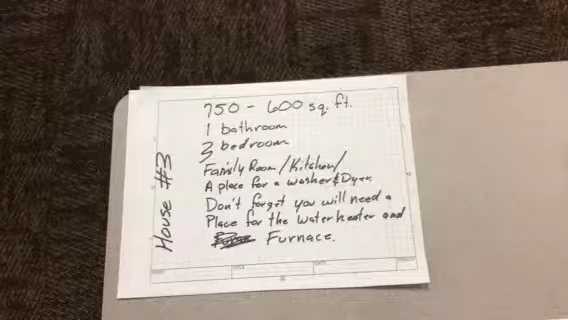 750 - 600 sq. ft.
1 bathroom
3 bedroom
Family Room/Kitchen/
A place for a washer & Dyer.
Don't forget you will need a
Place for the water heater and
Furnace.
House #3